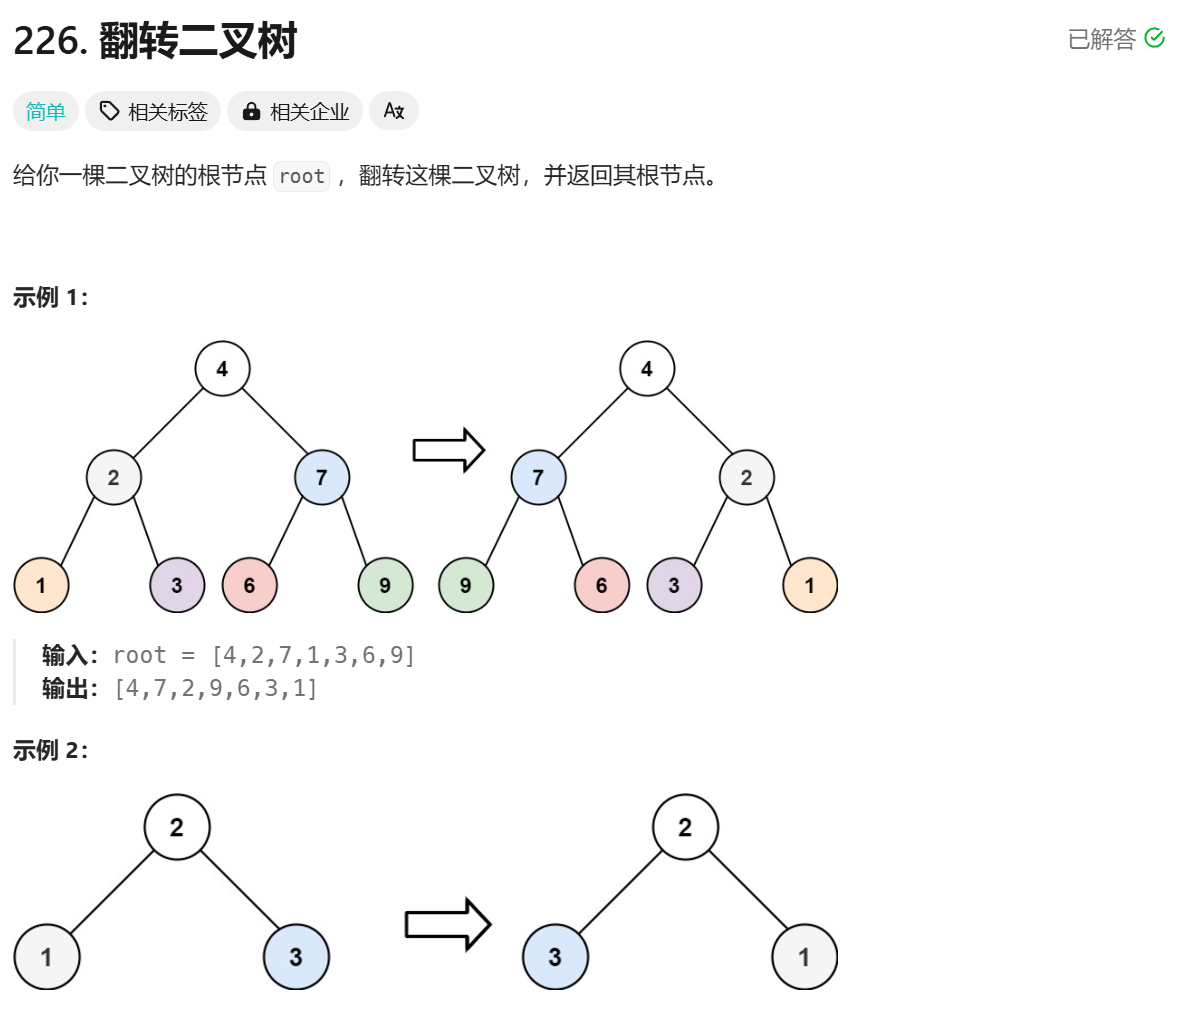 226. 翻转二叉树
已解答
简单 相关标签 相关企业
给你一棵二叉树的根节点 root ，翻转这棵二叉树，并返回其根节点。
示例 1：
4 4
2 7 7 2
1 3 6 9 9 6 3 1
输入：root = [4,2,7,1,3,6,9]
输出：[4,7,2,9,6,3,1]
示例 2：
2 2
1 3 3 1